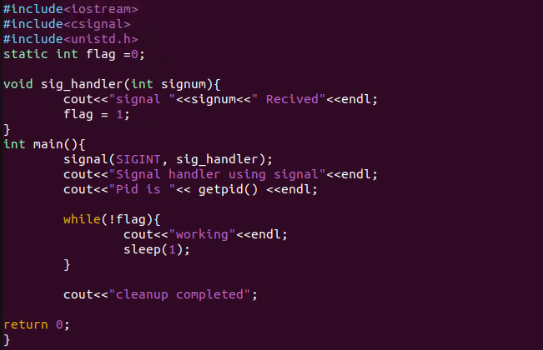 #include<iostream>
#include<csignal>
#include<unistd.h>
static int flag =0;
void sig_handler(int signum){
cout<<"signal "<<signum<<" Recived"<<endl;
flag = 1;
}
int main(){
signal(SIGINT, sig_handler);
cout<<"Signal handler using signal"<<endl;
cout<<"Pid is "<< getpid() <<endl;
while(!flag){
cout<<"working"<<endl;
sleep(1);
}
cout<<"cleanup completed";
return 0;
}